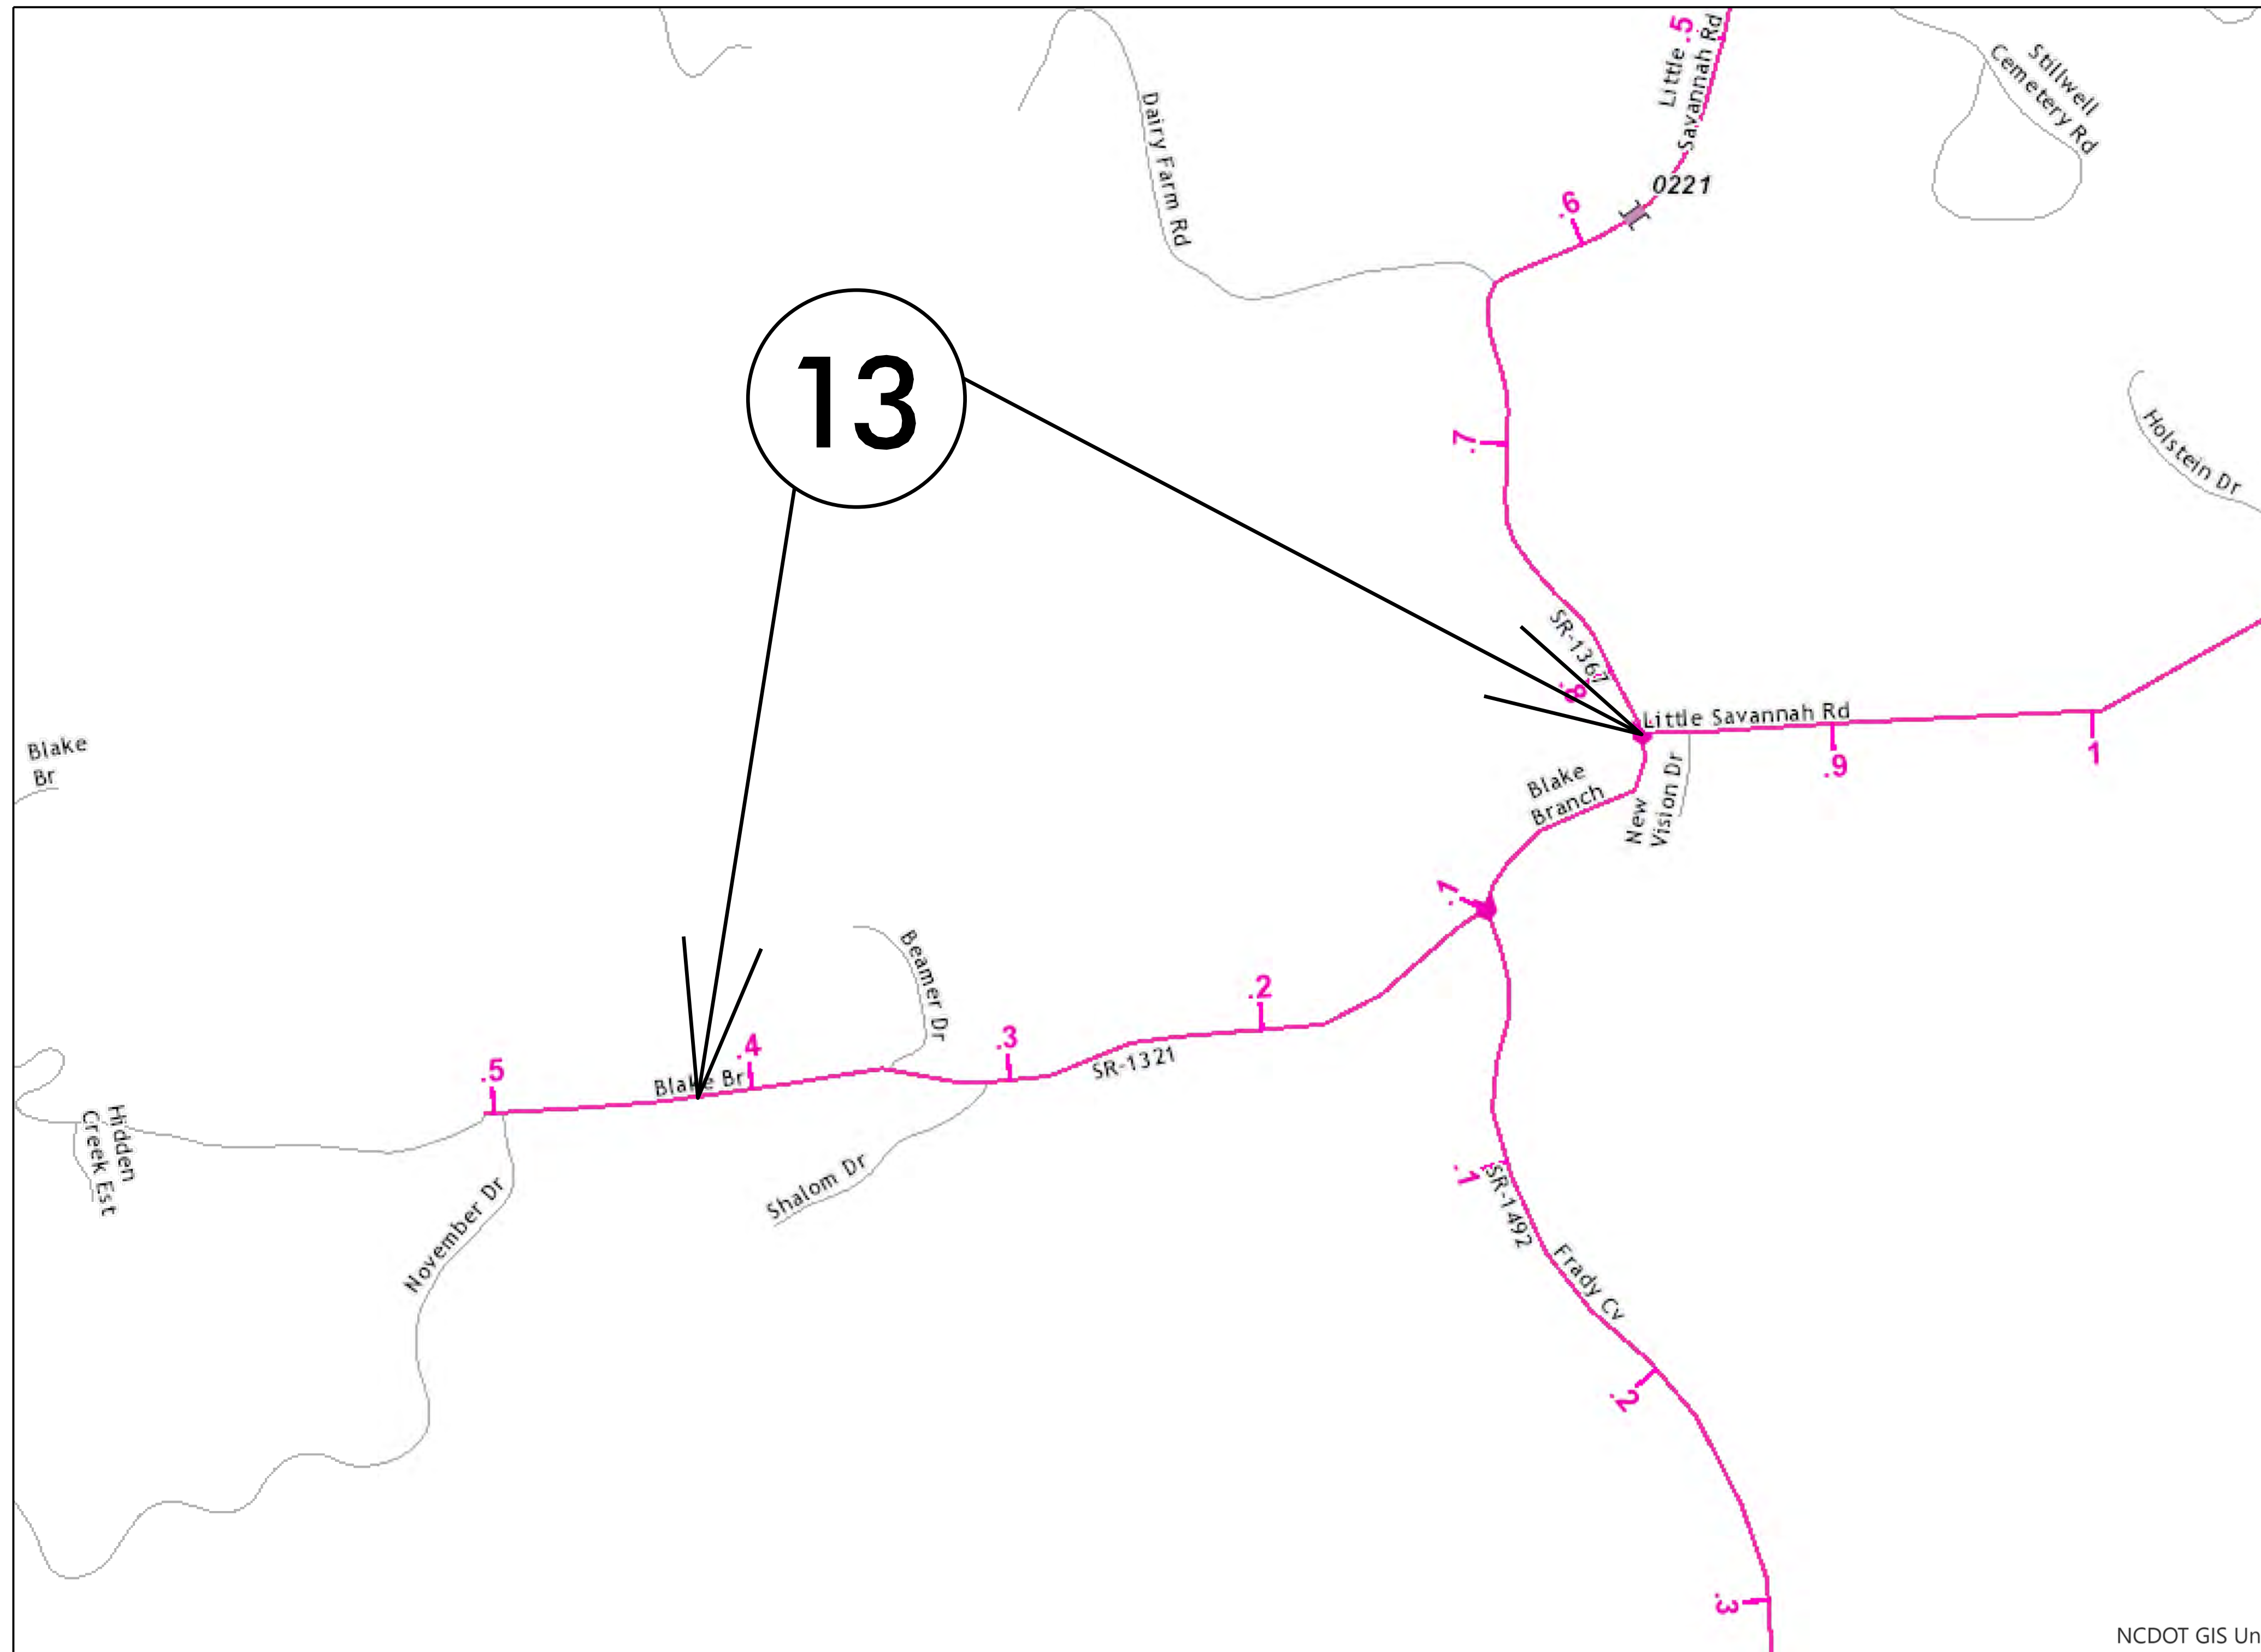 .5
Little
Savannah Rd
Stillwell
Cemetery Rd
Dairy Farm Rd
0221
.6
13
.7
Holstein Dr
SR-1367
.8
Little Savannah Rd
.9
1
Blake
Br
Blake
Branch
New
Vision Dr
.1
Beamer Dr
.2
.3
.4
.5
Blake Br
SR-1321
Hidden
Creek Est
November Dr
Shalom Dr
.1
SR-1492
Frady Cv
.2
.3
NCDOT GIS Un